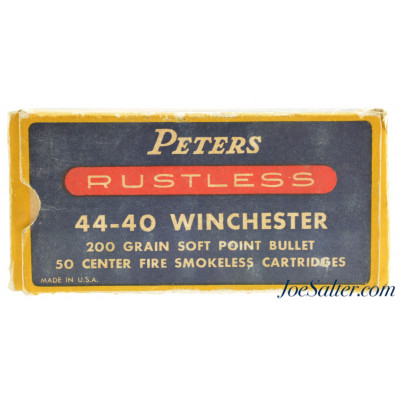 PETERS
RUSTLESS
44-40 WINCHESTER
200 GRAIN SOFT POINT BULLET
50 CENTER FIRE SMOKELESS CARTRIDGES
MADE IN U.S.A.
JoeSalter.com